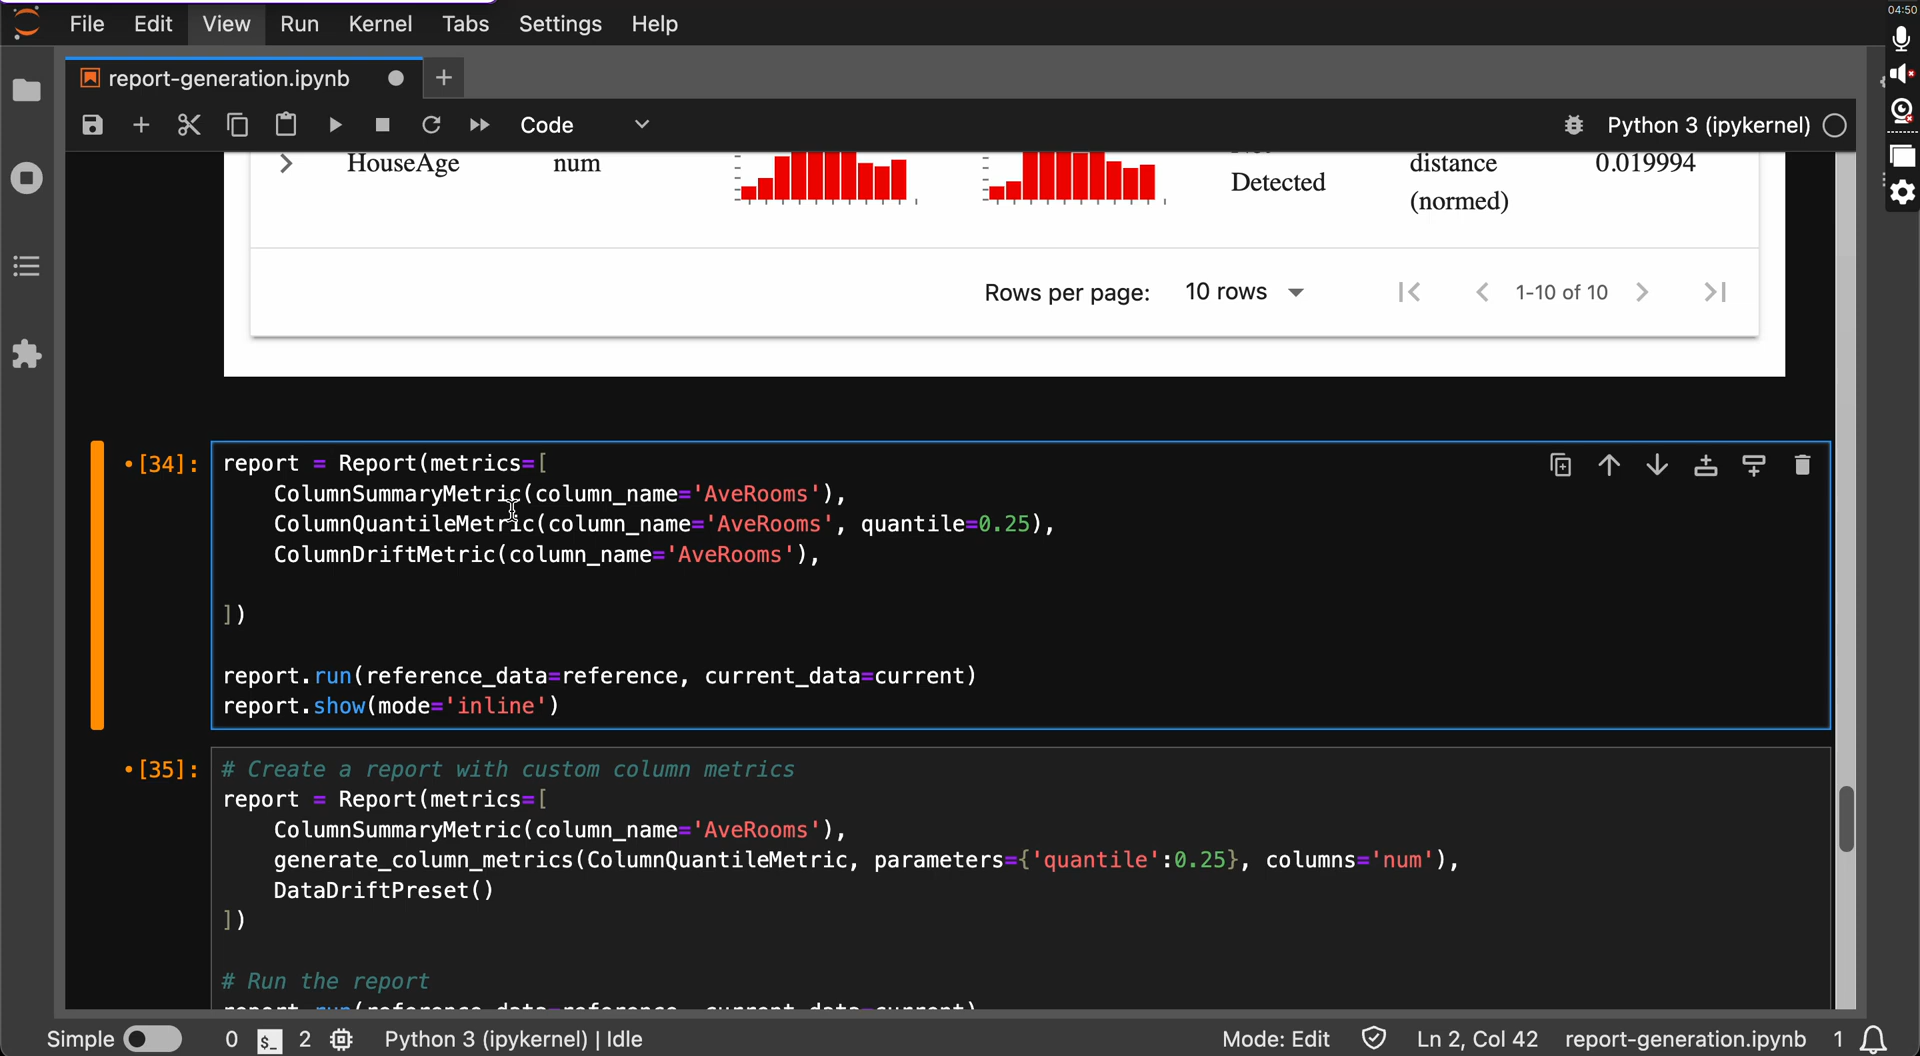 04:50
File Edit View Run Kernel Tabs Settings Help
report-generation.ipynb
Code
Python 3 (ipykernel)
HouseAge num distance 0.019994
Detected
(normed)
Rows per page: 10 rows 1-10 of 10
•[34]: report = Report(metrics=[
ColumnSummaryMetric(column_name='AveRooms'),
ColumnQuantileMetric(column_name='AveRooms', quantile=0.25),
ColumnDriftMetric(column_name='AveRooms'),
])
report.run(reference_data=reference, current_data=current)
report.show(mode='inline')
•[35]: # Create a report with custom column metrics
report = Report(metrics=[
ColumnSummaryMetric(column_name='AveRooms'),
generate_column_metrics(ColumnQuantileMetric, parameters={'quantile':0.25}, columns='num'),
DataDriftPreset()
])
# Run the report
Simple 0 $_ 2 Python 3 (ipykernel) | Idle Mode: Edit Ln 2, Col 42 report-generation.ipynb 1